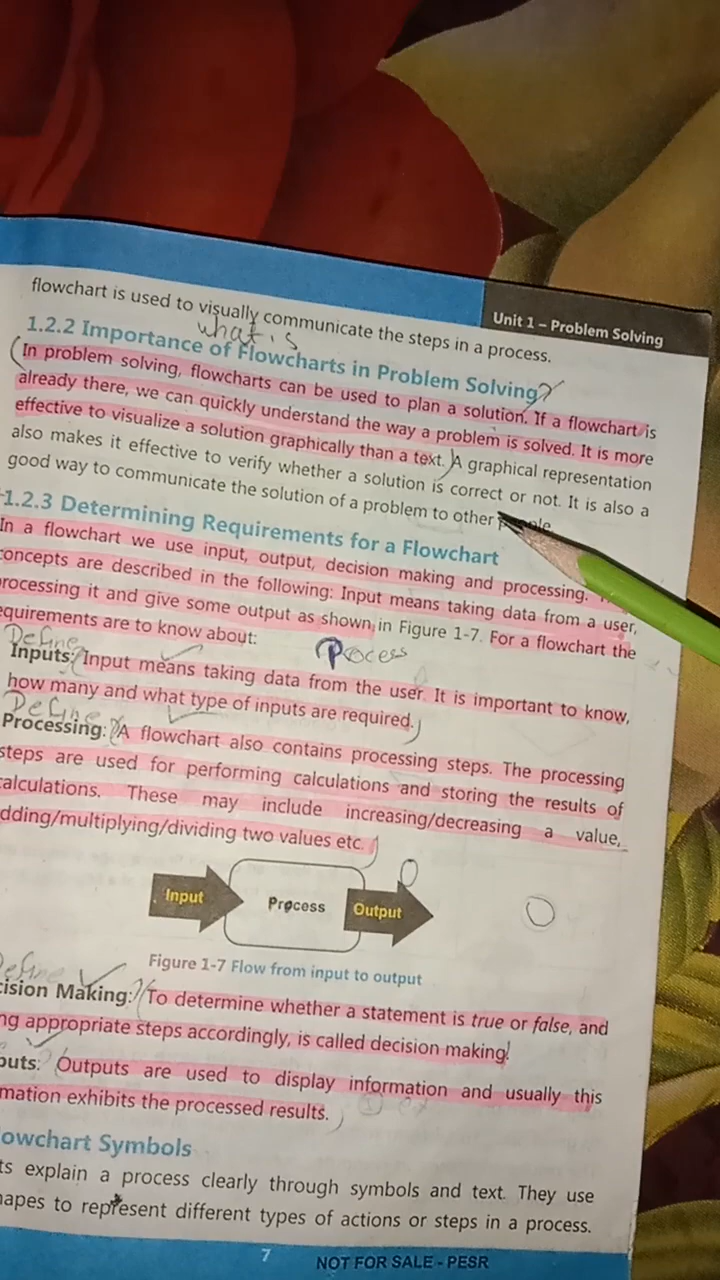 Unit 1 – Problem Solving
flowchart is used to visually communicate the steps in a process.
what is
1.2.2 Importance of Flowcharts in Problem Solving?
(In problem solving, flowcharts can be used to plan a solution. If a flowchart is
already there, we can quickly understand the way a problem is solved. It is more
effective to visualize a solution graphically than a text.) A graphical representation
also makes it effective to verify whether a solution is correct or not. It is also a
good way to communicate the solution of a problem to other
1.2.3 Determining Requirements for a Flowchart
In a flowchart we use input, output, decision making and processing.
concepts are described in the following: Input means taking data from a user,
processing it and give some output as shown in Figure 1-7. For a flowchart the
equirements are to know about:
Process
Define
Inputs: Input means taking data from the user. It is important to know,
how many and what type of inputs are required.)
Define
Processing: A flowchart also contains processing steps. The processing
steps are used for performing calculations and storing the results of
calculations. These may include increasing/decreasing a value,
dding/multiplying/dividing two values etc.)
Input
Process
Output
Figure 1-7 Flow from input to output
Define
cision Making:? (To determine whether a statement is true or false, and
ng appropriate steps accordingly, is called decision making.
puts: Outputs are used to display information and usually this
mation exhibits the processed results.
owchart Symbols
ts explain a process clearly through symbols and text. They use
hapes to represent different types of actions or steps in a process.
7
NOT FOR SALE - PESR